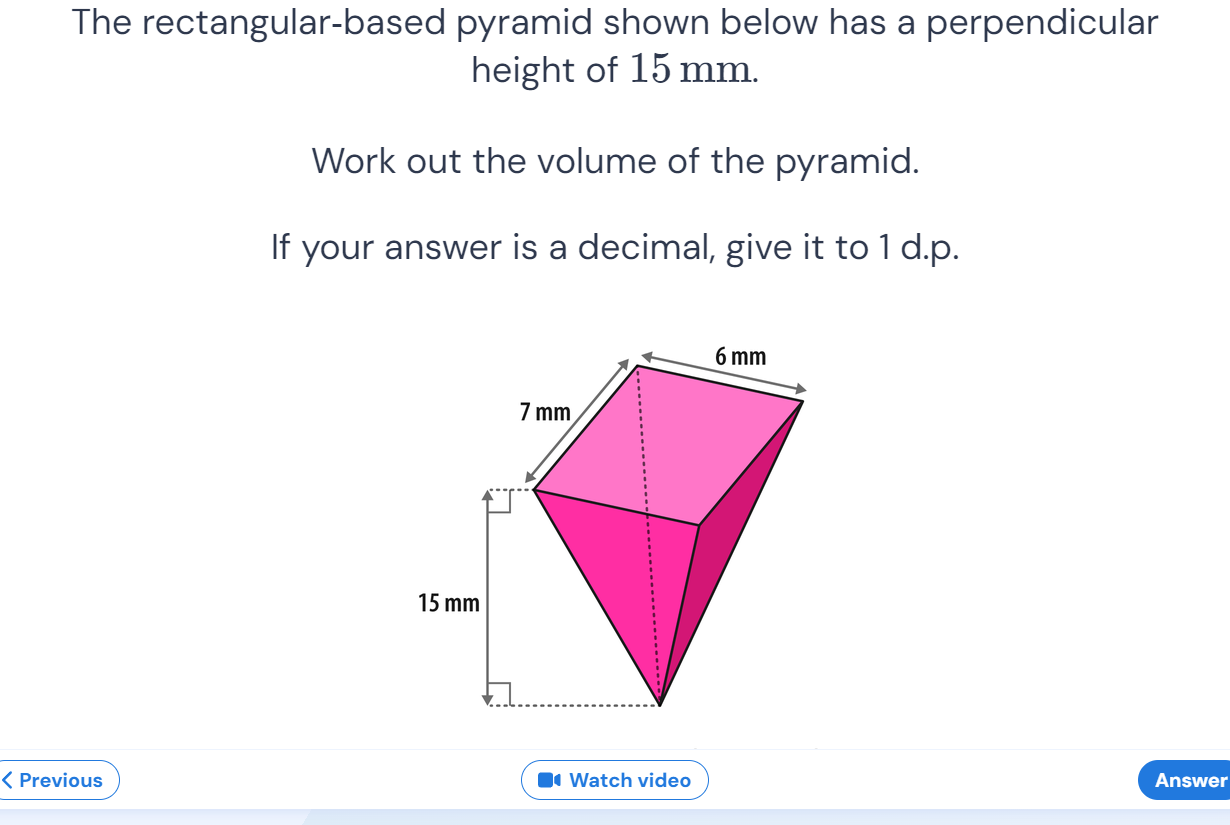 The rectangular-based pyramid shown below has a perpendicular
height of 15 mm.
Work out the volume of the pyramid.
If your answer is a decimal, give it to 1 d.p.
6 mm
7 mm
15 mm
Previous
Watch video
Answer